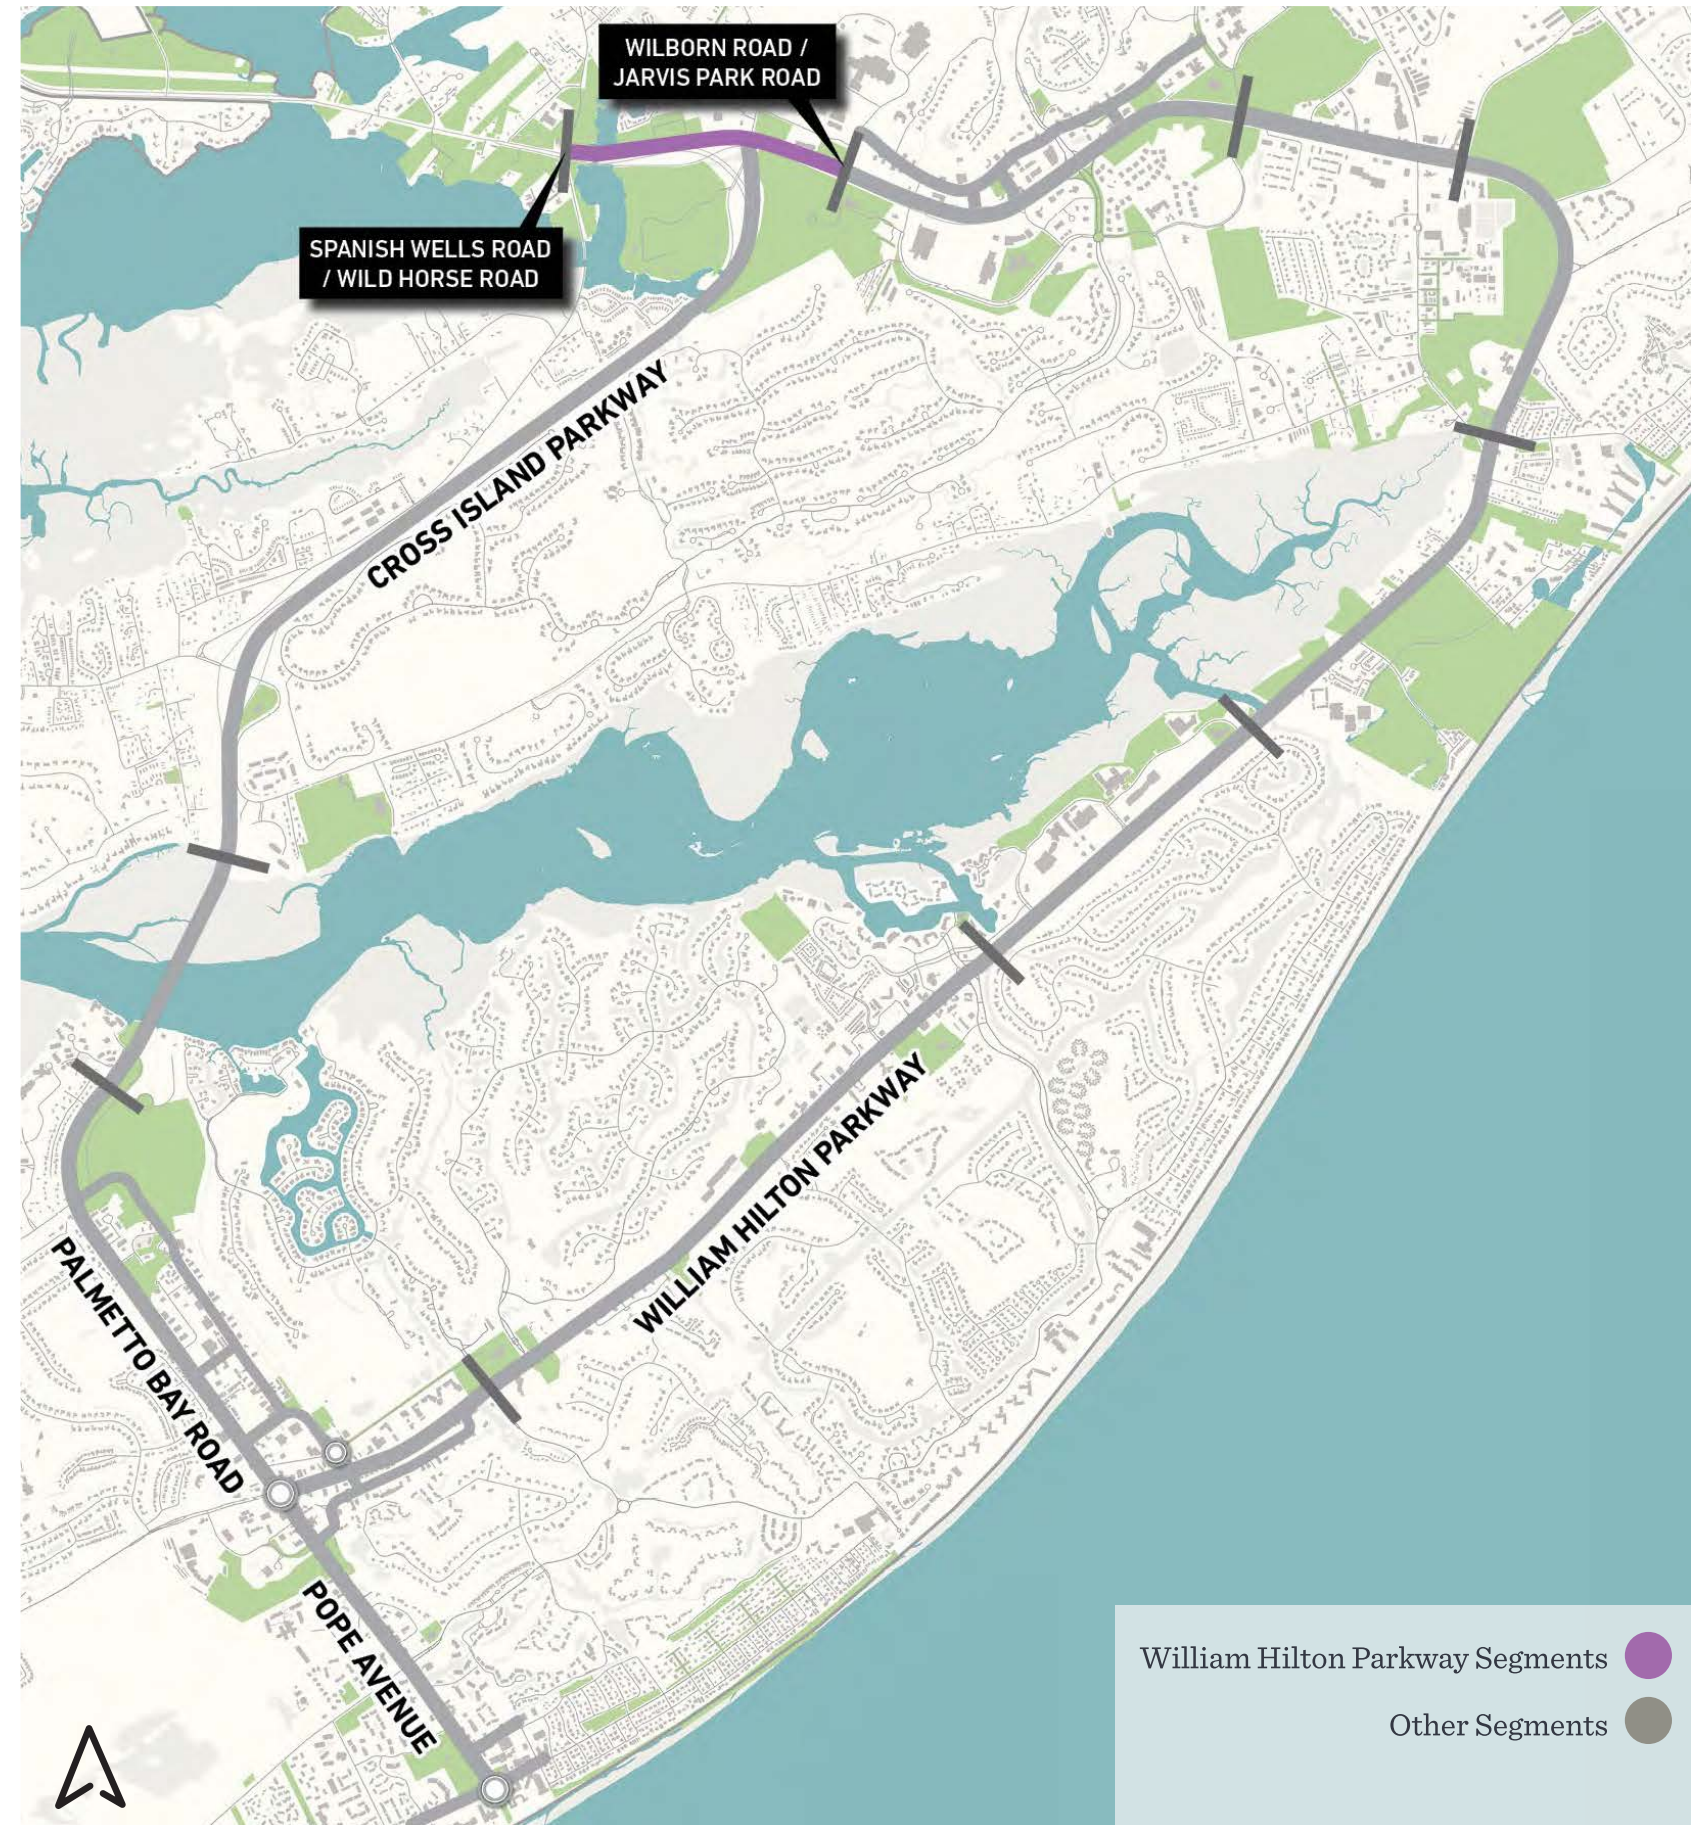 WILBORN ROAD /
JARVIS PARK ROAD
SPANISH WELLS ROAD
/ WILD HORSE ROAD
CROSS ISLAND PARKWAY
WILLIAM HILTON PARKWAY
PALMETTO BAY ROAD
POPE AVENUE
William Hilton Parkway Segments
Other Segments